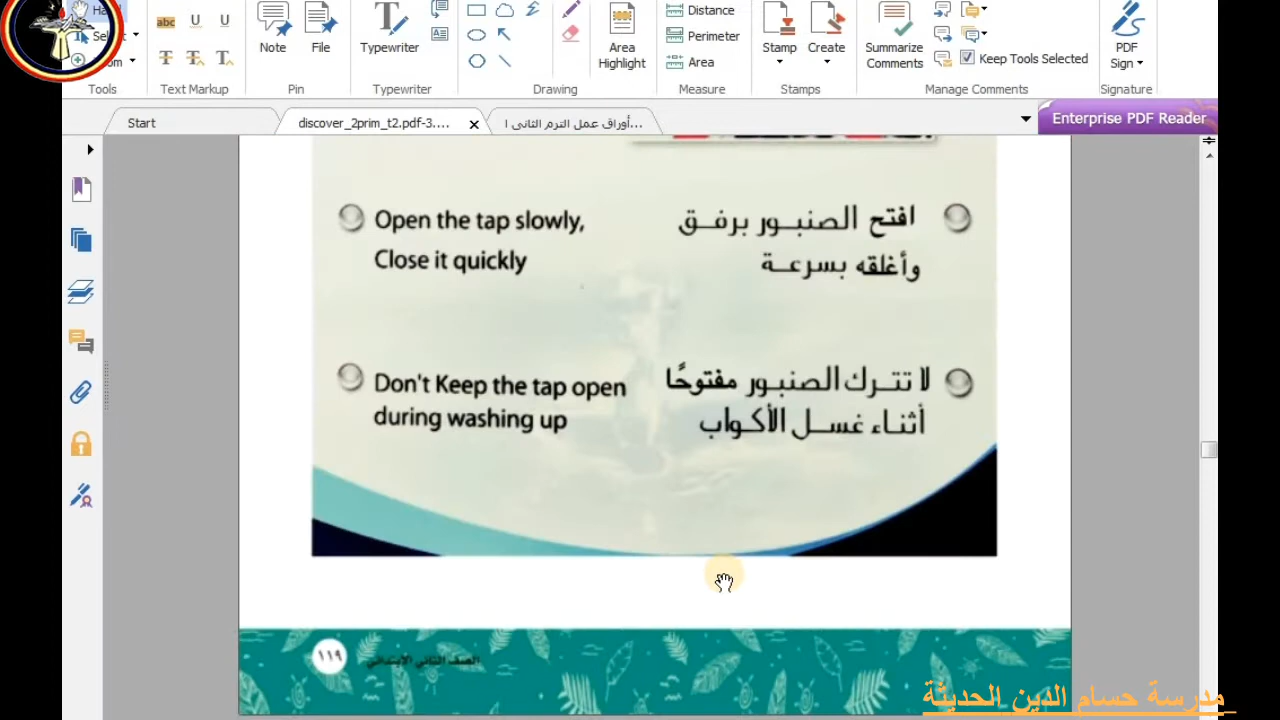 Distance
Perimeter
Area
Note
File
Typewriter
Area
Highlight
Stamp
Create
Summarize
Comments
Keep Tools Selected
PDF
Sign
Tools
Text Markup
Pin
Typewriter
Drawing
Measure
Stamps
Manage Comments
Signature
Start
discover_2prim_t2.pdf-3....
أوراق عمل الترم الثانى ا...
Enterprise PDF Reader
Open the tap slowly,
Close it quickly
افتح الصنبور برفق
وأغلقه بسرعة
Don't Keep the tap open
during washing up
لا تترك الصنبور مفتوحًا
أثناء غسل الأكواب
١١٩
الصف الثاني الابتدائي
مدرسة حسام الدين الحديثة